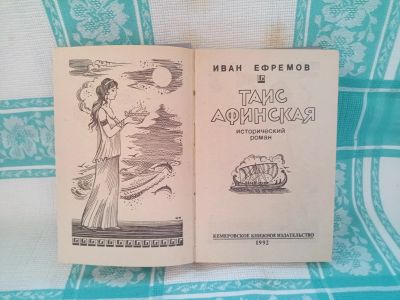 ИВАН ЕФРЕМОВ
ТАИС
АФИНСКАЯ
исторический
роман
КЕМЕРОВСКОЕ КНИЖНОЕ ИЗДАТЕЛЬСТВО
1992